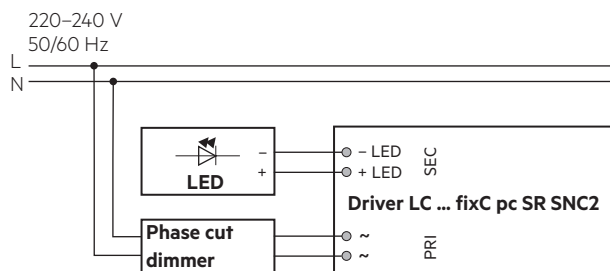 220–240 V
50/60 Hz
L
N
– – LED
+ + LED
SEC
LED
Driver LC ... fixC pc SR SNC2
Phase cut
dimmer
~
~
PRI